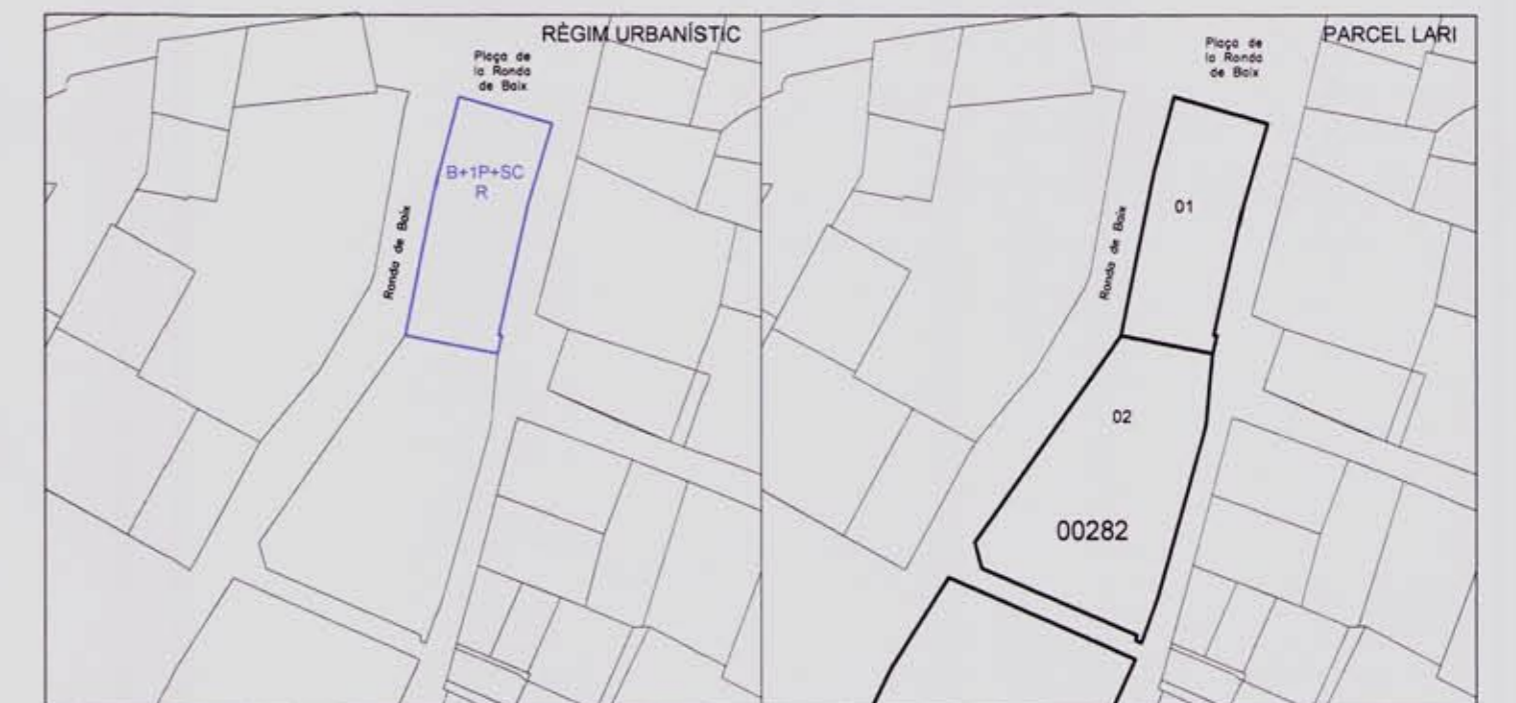 RÈGIM URBANÍSTIC
Plaça de
la Ronda
de Baix
B+1P+SC
R
Ronda de Baix
PARCEL LARI
Plaça de
la Ronda
de Baix
01
Ronda de Baix
02
00282